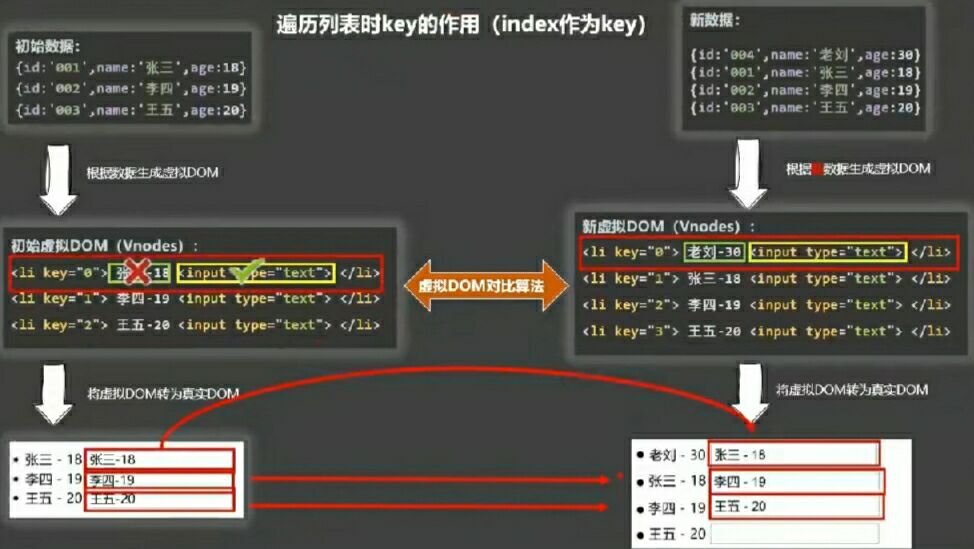 遍历列表时key的作用（index作为key）
初始数据：
{id:'001',name:'张三',age:18}
{id:'002',name:'李四',age:19}
{id:'003',name:'王五',age:20}
新数据：
{id:'004',name:'老刘',age:30}
{id:'001',name:'张三',age:18}
{id:'002',name:'李四',age:19}
{id:'003',name:'王五',age:20}
根据数据生成虚拟DOM
根据 数据生成虚拟DOM
初始虚拟DOM（Vnodes）：
<li key="0"> 张 -18 <input type="text"> </li>
<li key="1"> 李四-19 <input type="text"> </li>
<li key="2"> 王五-20 <input type="text"> </li>
虚拟DOM对比算法
新虚拟DOM（Vnodes）：
<li key="0"> 老刘-30 <input type="text"> </li>
<li key="1"> 张三-18 <input type="text"> </li>
<li key="2"> 李四-19 <input type="text"> </li>
<li key="3"> 王五-20 <input type="text"> </li>
将虚拟DOM转为真实DOM
将虚拟DOM转为真实DOM
• 张三 - 18 张三-18
• 李四 - 19 李四-19
• 王五 - 20 王五-20
• 老刘 - 30 张三 - 18
• 张三 - 18 李四 - 19
• 李四 - 19 王五 - 20
• 王五 - 20